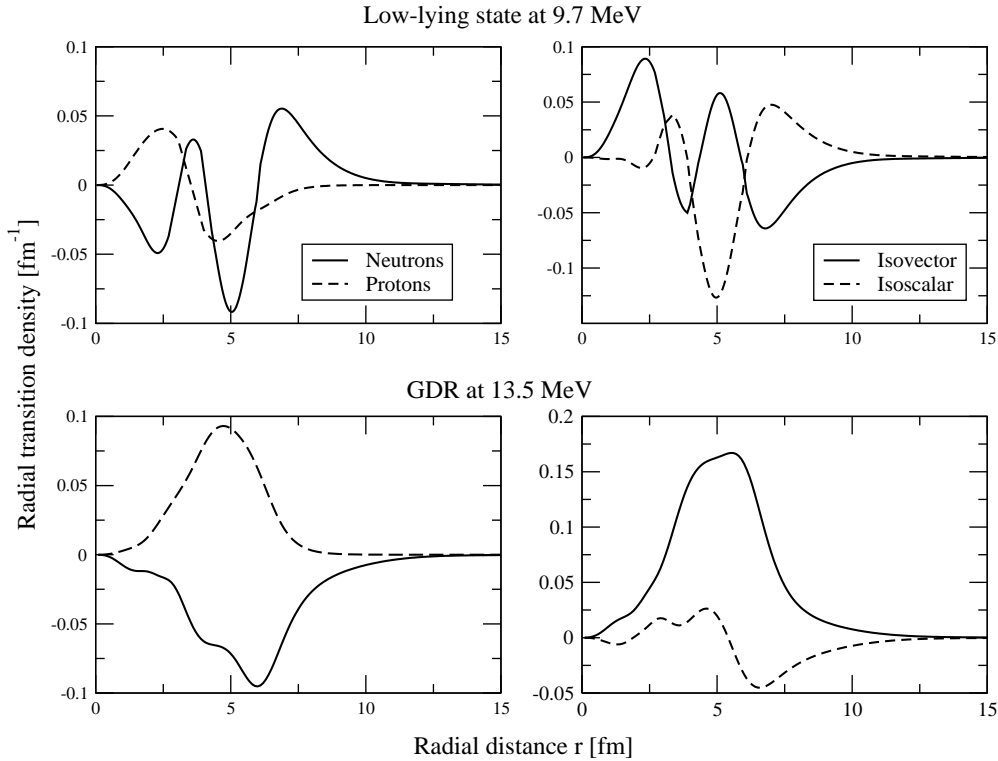 Low-lying state at 9.7 MeV
0.1
0.05
0
-0.05
-0.1
0 5 10 15
Neutrons
Protons
0.1
0.05
0
-0.05
-0.1
0 5 10 15
Isovector
Isoscalar
Radial transition density [fm-1]
GDR at 13.5 MeV
0.1
0.05
0
-0.05
-0.1
0 5 10 15
0.2
0.15
0.1
0.05
0
-0.05
0 5 10 15
Radial distance r [fm]